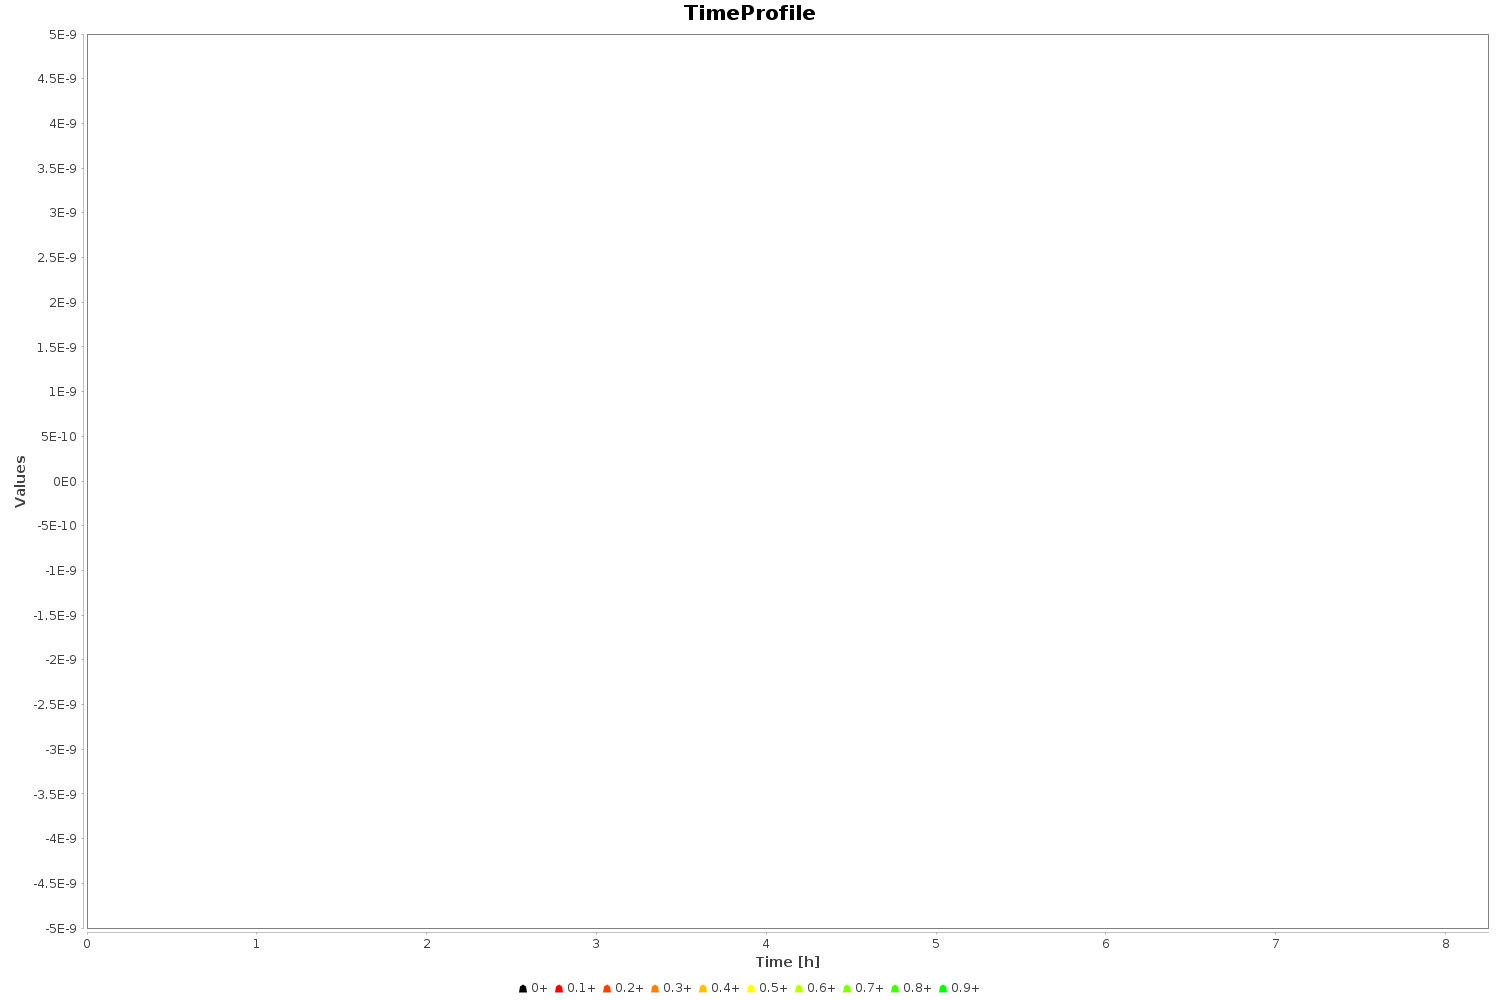 TimeProfile
5E-9
4.5E-9
4E-9
3.5E-9
3E-9
2.5E-9
2E-9
1.5E-9
1E-9
5E-10
0E0
-5E-10
-1E-9
-1.5E-9
-2E-9
-2.5E-9
-3E-9
-3.5E-9
-4E-9
-4.5E-9
-5E-9
Values
0 1 2 3 4 5 6 7 8
Time [h]
0+ 0.1+ 0.2+ 0.3+ 0.4+ 0.5+ 0.6+ 0.7+ 0.8+ 0.9+